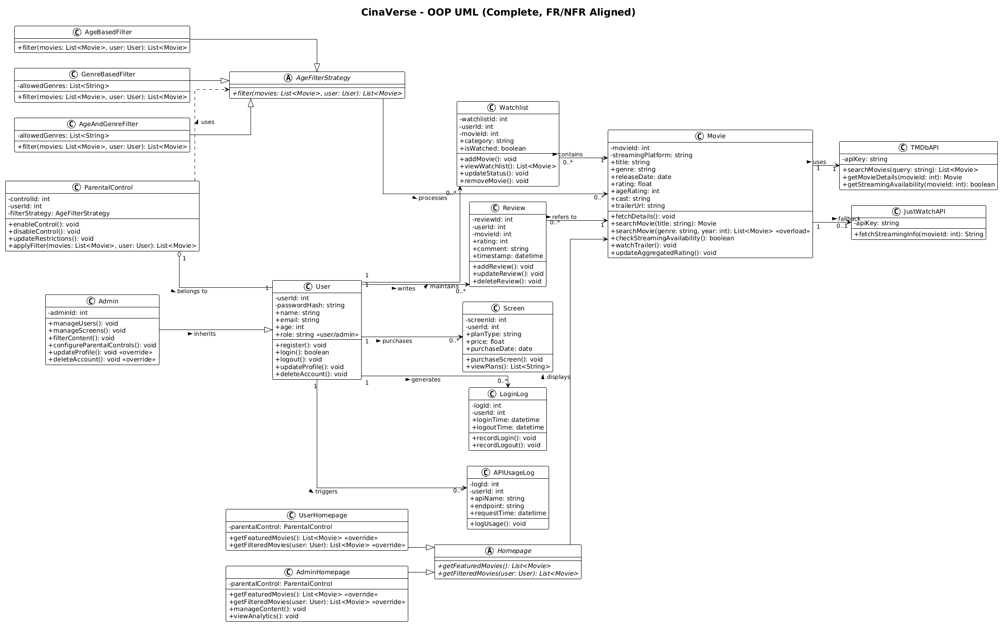 CinaVerse - OOP UML (Complete, FR/NFR Aligned)
C AgeBasedFilter
+filter(movies: List<Movie>, user: User): List<Movie>
C GenreBasedFilter
-allowedGenres: List<String>
+filter(movies: List<Movie>, user: User): List<Movie>
C AgeAndGenreFilter
-allowedGenres: List<String>
+filter(movies: List<Movie>, user: User): List<Movie>
A AgeFilterStrategy
+filter(movies: List<Movie>, user: User): List<Movie>
uses
C ParentalControl
-controlId: int
-userId: int
-filterStrategy: AgeFilterStrategy
+enableControl(): void
+disableControl(): void
+updateRestrictions(): void
+applyFilter(movies: List<Movie>, user: User): List<Movie>
1
belongs to
1
C Admin
-adminId: int
+manageUsers(): void
+manageScreens(): void
+filterContent(): void
+configureParentalControls(): void
+updateProfile(): void «override»
+deleteAccount(): void «override»
inherits
C User
-userId: int
-passwordHash: string
+name: string
+email: string
+age: int
+role: string «user/admin»
+register(): void
+login(): boolean
+logout(): void
+updateProfile(): void
+deleteAccount(): void
1
1
writes
maintains
0..*
0..*
1
purchases
0..*
1
generates
0..*
1
triggers
0..*
C Watchlist
-watchlistId: int
-userId: int
-movieId: int
+category: string
+isWatched: boolean
+addMovie(): void
+viewWatchlist(): List<Movie>
+updateStatus(): void
+removeMovie(): void
contains
0..*
1
processes
0..*
C Review
-reviewId: int
-userId: int
-movieId: int
+rating: int
+comment: string
+timestamp: datetime
+addReview(): void
+updateReview(): void
+deleteReview(): void
refers to
0..*
1
C Movie
-movieId: int
-streamingPlatform: string
+title: string
+genre: string
+releaseDate: date
+rating: float
+ageRating: int
+cast: string
+trailerUrl: string
+fetchDetails(): void
+searchMovie(title: string): Movie
+searchMovie(genre: string, year: int): List<Movie> «overload»
+checkStreamingAvailability(): boolean
+watchTrailer(): void
+updateAggregatedRating(): void
uses
1
1
C TMDbAPI
-apiKey: string
+searchMovies(query: string): List<Movie>
+getMovieDetails(movieId: int): Movie
+getStreamingAvailability(movieId: int): boolean
fallback
1
0..1
C JustWatchAPI
-apiKey: string
+fetchStreamingInfo(movieId: int): String
C Screen
-screenId: int
-userId: int
+planType: string
+price: float
+purchaseDate: date
+purchaseScreen(): void
+viewPlans(): List<String>
displays
C LoginLog
-logId: int
-userId: int
+loginTime: datetime
+logoutTime: datetime
+recordLogin(): void
+recordLogout(): void
C APIUsageLog
-logId: int
-userId: int
+apiName: string
+endpoint: string
+requestTime: datetime
+logUsage(): void
C UserHomepage
-parentalControl: ParentalControl
+getFeaturedMovies(): List<Movie> «override»
+getFilteredMovies(user: User): List<Movie> «override»
A Homepage
+getFeaturedMovies(): List<Movie>
+getFilteredMovies(user: User): List<Movie>
C AdminHomepage
-parentalControl: ParentalControl
+getFeaturedMovies(): List<Movie> «override»
+getFilteredMovies(user: User): List<Movie> «override»
+manageContent(): void
+viewAnalytics(): void